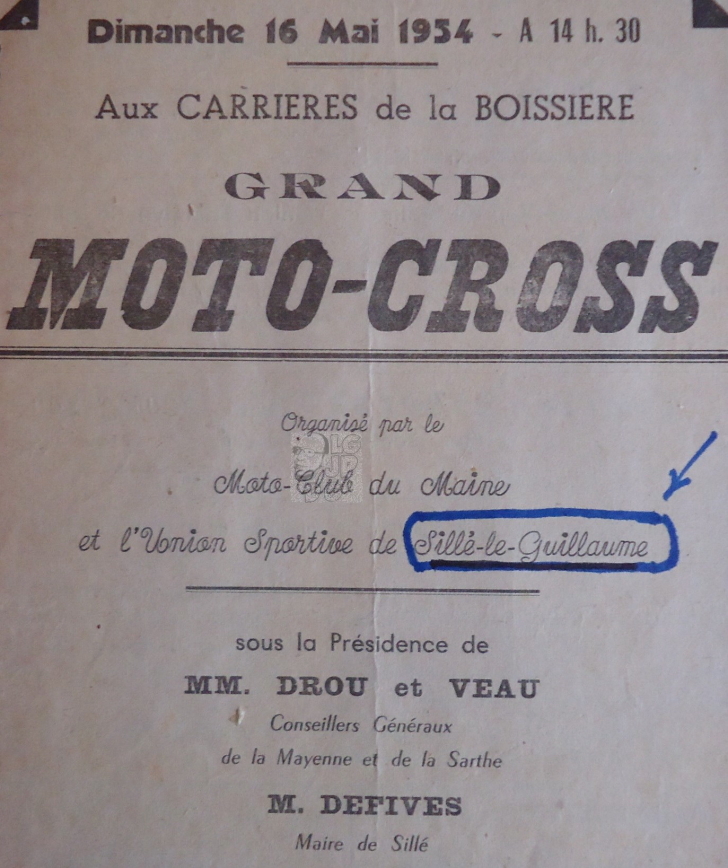 Dimanche 16 Mai 1954 - A 14 h. 30
Aux CARRIERES de la BOISSIERE
GRAND
MOTO-CROSS
Organisé par le
LG
JP
Moto-Club du Maine
et l'Union Sportive de Sillé-le-Guillaume
sous la Présidence de
MM. DROU et VEAU
Conseillers Généraux
de la Mayenne et de la Sarthe
M. DEFIVES
Maire de Sillé